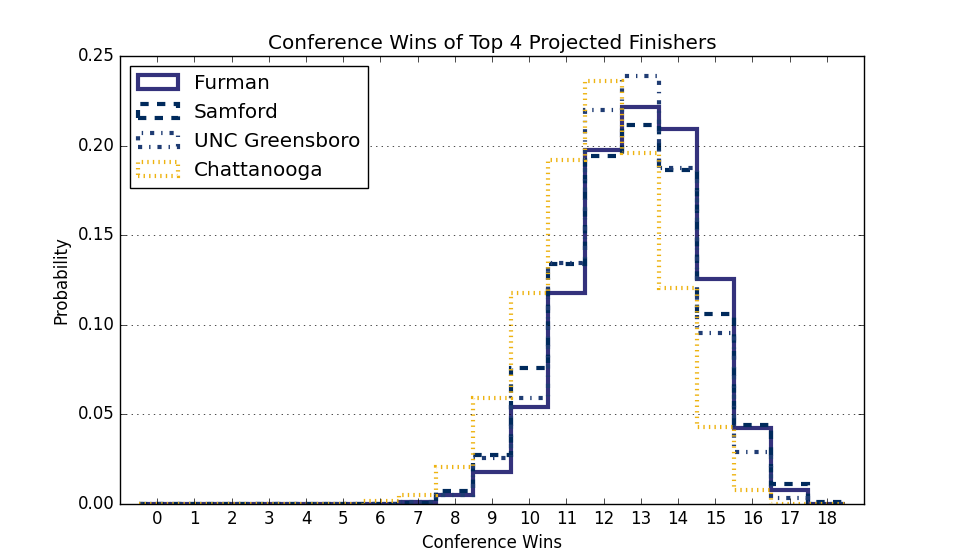 Conference Wins of Top 4 Projected Finishers
Furman
Samford
UNC Greensboro
Chattanooga
Probability
0.25
0.20
0.15
0.10
0.05
0.00
0 1 2 3 4 5 6 7 8 9 10 11 12 13 14 15 16 17 18
Conference Wins